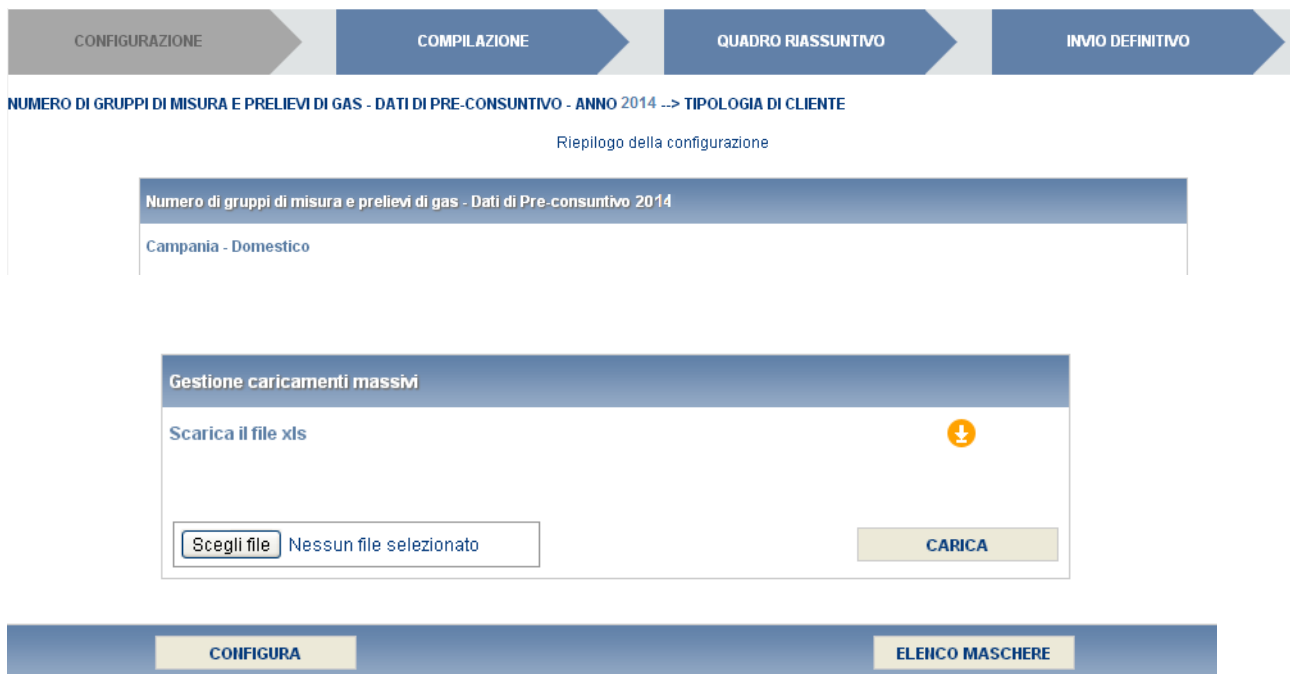 CONFIGURAZIONE COMPILAZIONE QUADRO RIASSUNTIVO INVIO DEFINITIVO
NUMERO DI GRUPPI DI MISURA E PRELIEVI DI GAS - DATI DI PRE-CONSUNTIVO - ANNO 2014 --> TIPOLOGIA DI CLIENTE
Riepilogo della configurazione
Numero di gruppi di misura e prelievi di gas - Dati di Pre-consuntivo 2014
Campania - Domestico
Gestione caricamenti massivi
Scarica il file xls
Scegli file Nessun file selezionato CARICA
CONFIGURA ELENCO MASCHERE